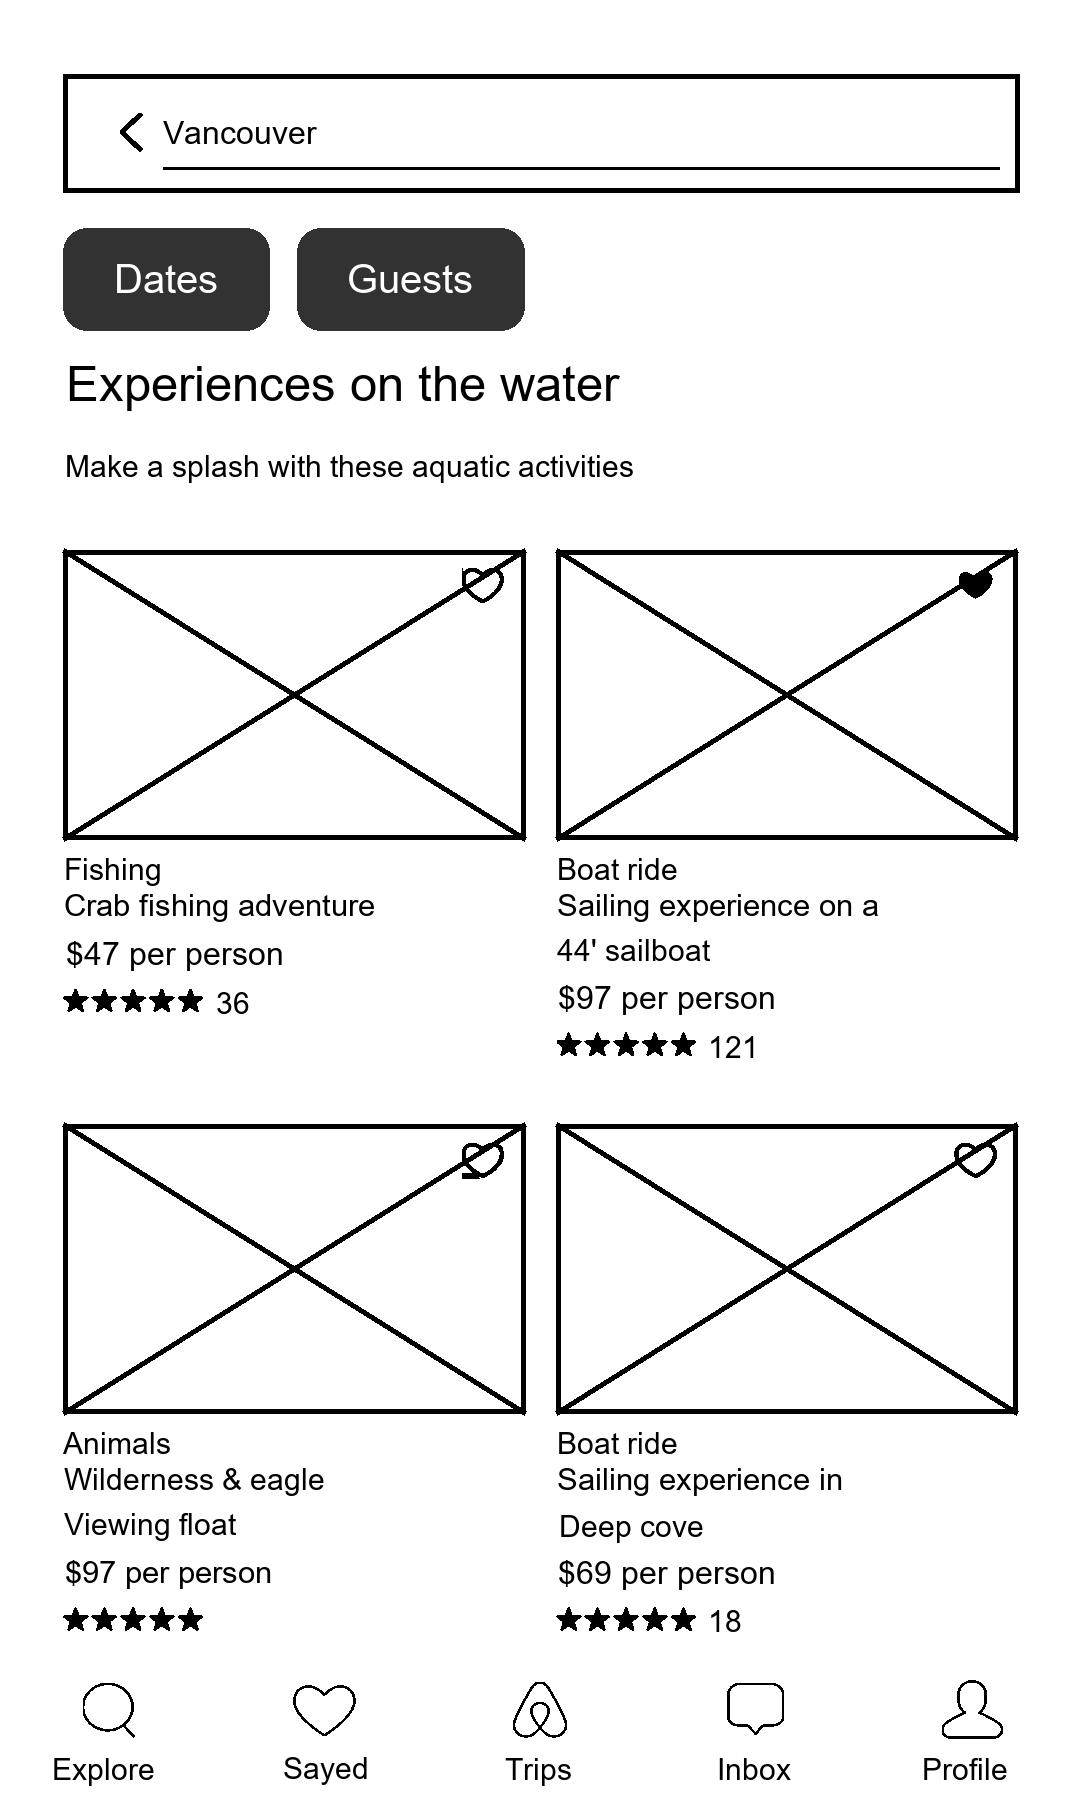 Vancouver
Dates
Guests
Experiences on the water
Make a splash with these aquatic activities
Fishing
Crab fishing adventure
$47 per person
36
Boat ride
Sailing experience on a
44' sailboat
$97 per person
121
Animals
Wilderness & eagle
Viewing float
$97 per person
Boat ride
Sailing experience in
Deep cove
$69 per person
18
Explore
Sayed
Trips
Inbox
Profile